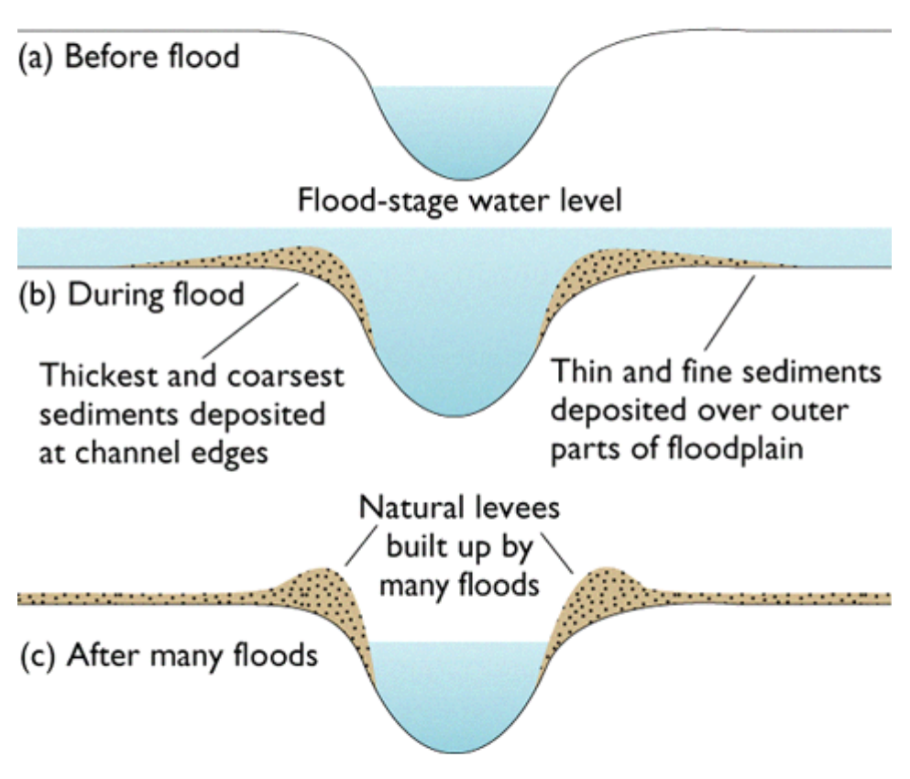 (a) Before flood
Flood-stage water level
(b) During flood
Thickest and coarsest
sediments deposited
at channel edges
Thin and fine sediments
deposited over outer
parts of floodplain
Natural levees
built up by
many floods
(c) After many floods